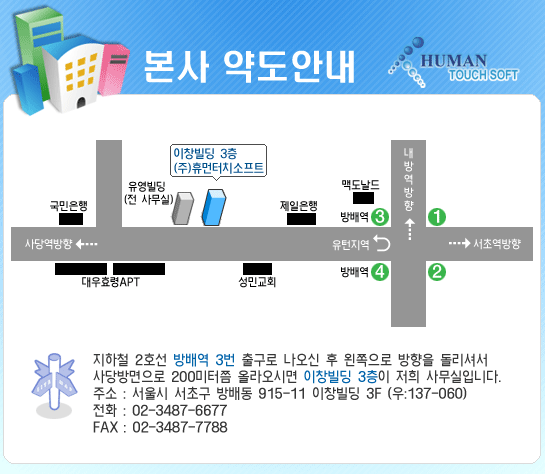 본사 약도안내
HUMAN
TOUCH SOFT
이창빌딩 3층
(주)휴먼터치소프트
유영빌딩
(전 사무실)
국민은행
제일은행
맥도날드
내방역방향
방배역 3
1
사당역방향
유턴지역
서초역방향
방배역 4
2
대우효령APT
성민교회
지하철 2호선 방배역 3번 출구로 나오신 후 왼쪽으로 방향을 돌리셔서
사당방면으로 200미터쯤 올라오시면 이창빌딩 3층이 저희 사무실입니다.
주소 : 서울시 서초구 방배동 915-11 이창빌딩 3F (우:137-060)
전화 : 02-3487-6677
FAX : 02-3487-7788